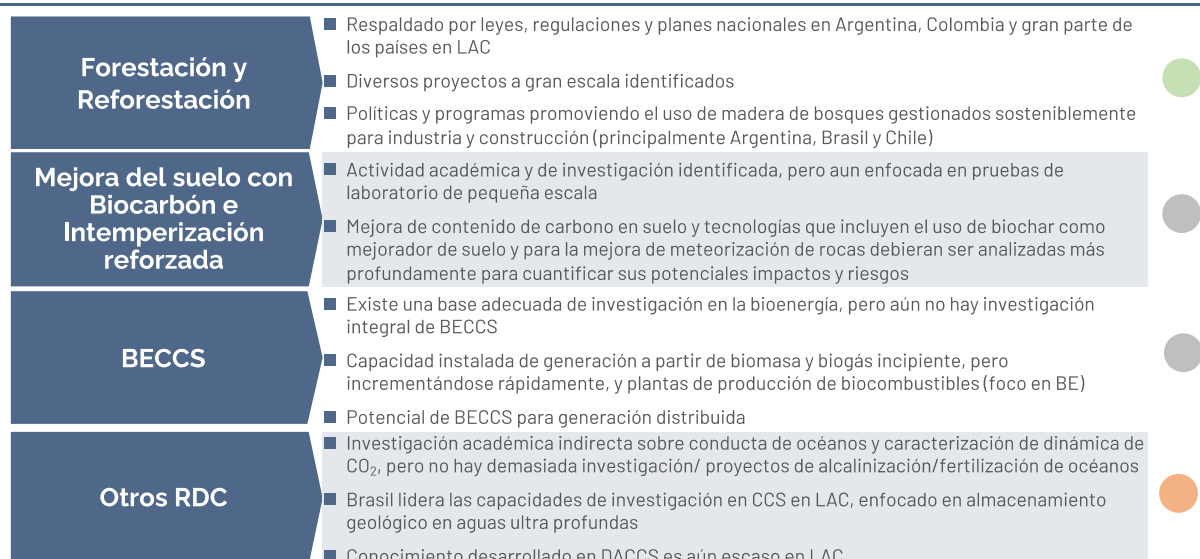 Forestación y
Reforestación
Respaldado por leyes, regulaciones y planes nacionales en Argentina, Colombia y gran parte de
los países en LAC
Diversos proyectos a gran escala identificados
Políticas y programas promoviendo el uso de madera de bosques gestionados sosteniblemente
para industria y construcción (principalmente Argentina, Brasil y Chile)
Mejora del suelo con
Biocarbón e
Intemperización
reforzada
Actividad académica y de investigación identificada, pero aun enfocada en pruebas de
laboratorio de pequeña escala
Mejora de contenido de carbono en suelo y tecnologías que incluyen el uso de biochar como
mejorador de suelo y para la mejora de meteorización de rocas debieran ser analizadas más
profundamente para cuantificar sus potenciales impactos y riesgos
BECCS
Existe una base adecuada de investigación en la bioenergía, pero aún no hay investigación
integral de BECCS
Capacidad instalada de generación a partir de biomasa y biogás incipiente, pero
incrementándose rápidamente, y plantas de producción de biocombustibles (foco en BE)
Potencial de BECCS para generación distribuida
Otros RDC
Investigación académica indirecta sobre conducta de océanos y caracterización de dinámica de
CO₂, pero no hay demasiada investigación/ proyectos de alcalinización/fertilización de océanos
Brasil lidera las capacidades de investigación en CCS en LAC, enfocado en almacenamiento
geológico en aguas ultra profundas
Conocimiento desarrollado en DACCS es aún escaso en LAC